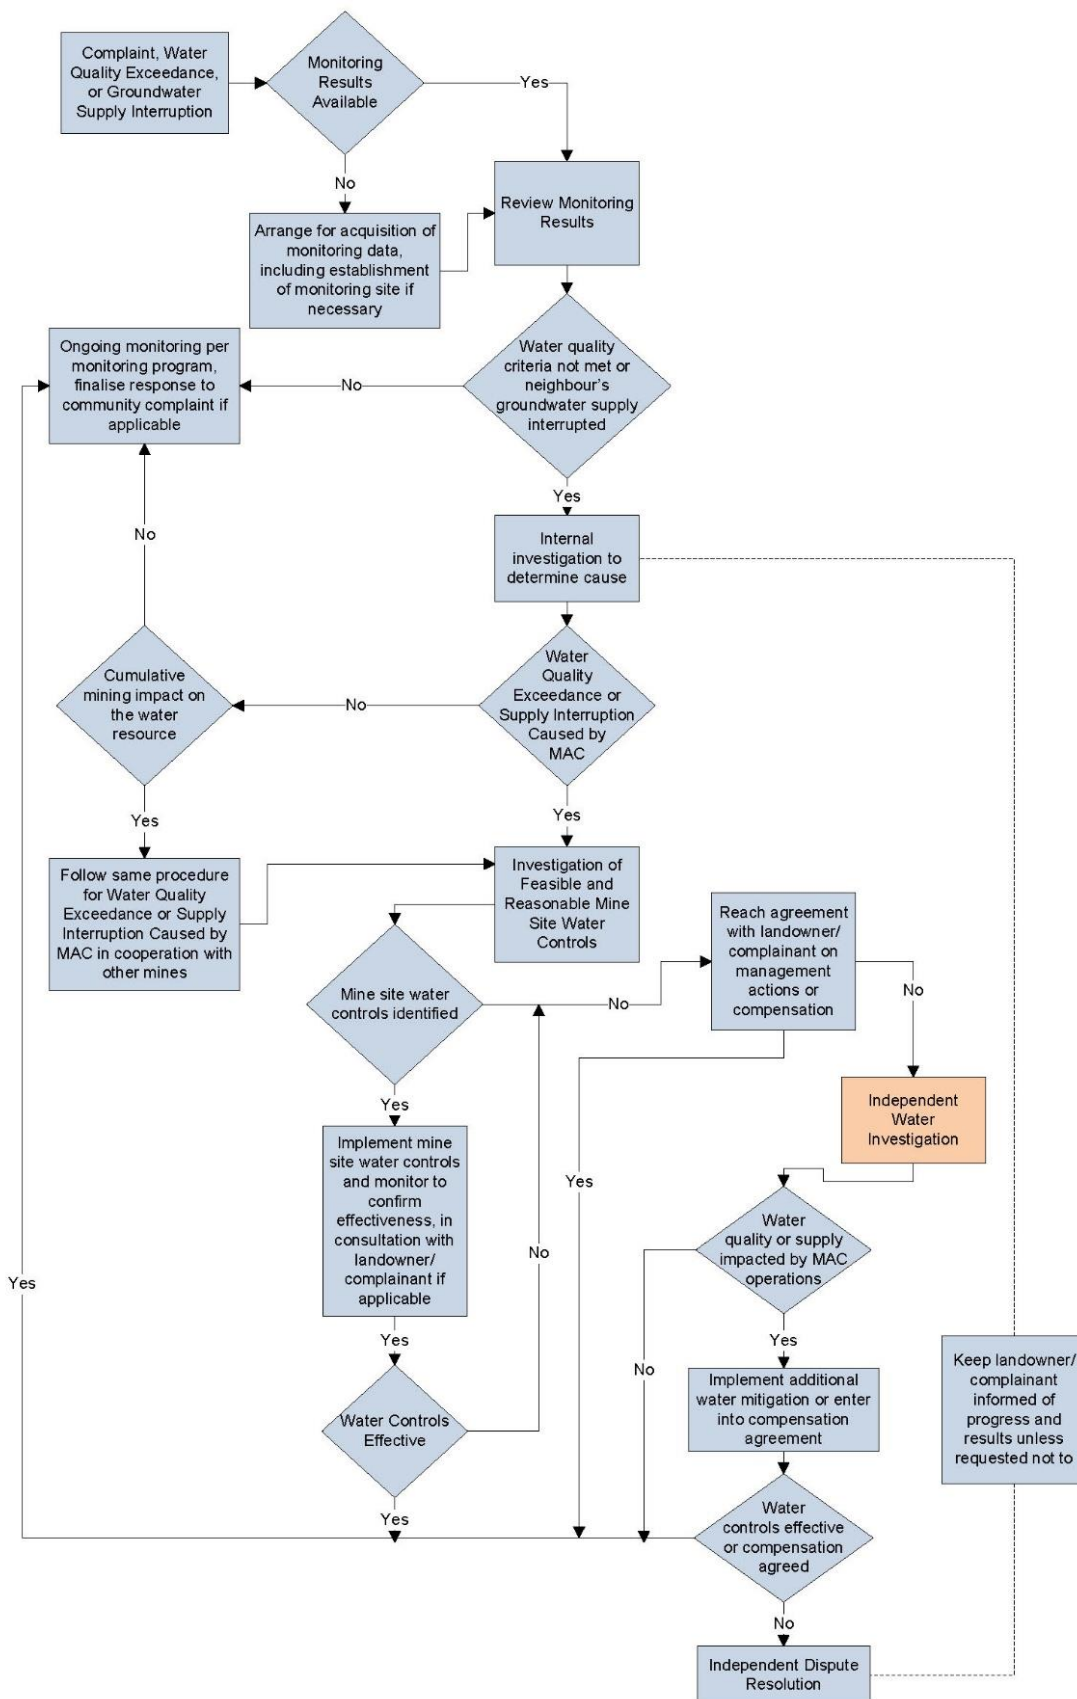 Complaint, Water
Quality Exceedance,
or Groundwater
Supply Interruption
Monitoring
Results
Available
Yes
No
Arrange for acquisition of
monitoring data,
including establishment
of monitoring site if
necessary
Review Monitoring
Results
Ongoing monitoring per
monitoring program,
finalise response to
community complaint if
applicable
No
Water quality
criteria not met or
neighbour's
groundwater supply
interrupted
Yes
No
Internal
investigation to
determine cause
Cumulative
mining impact on
the water
resource
No
Water
Quality
Exceedance or
Supply Interruption
Caused by
MAC
Yes
Yes
Follow same procedure
for Water Quality
Exceedance or Supply
Interruption Caused by
MAC in cooperation with
other mines
Investigation of
Feasible and
Reasonable Mine
Site Water
Controls
Reach agreement
with landowner/
complainant on
management
actions or
compensation
Mine site water
controls identified
No
No
Yes
Independent
Water
Investigation
Implement mine
site water controls
and monitor to
confirm
effectiveness, in
consultation with
landowner/
complainant if
applicable
Yes
No
Water
quality or supply
impacted by MAC
operations
Yes
Yes
Yes
No
Keep landowner/
complainant
informed of
progress and
results unless
requested not to
Implement additional
water mitigation or enter
into compensation
agreement
Water Controls
Effective
Yes
Water
controls effective
or compensation
agreed
No
Independent Dispute
Resolution